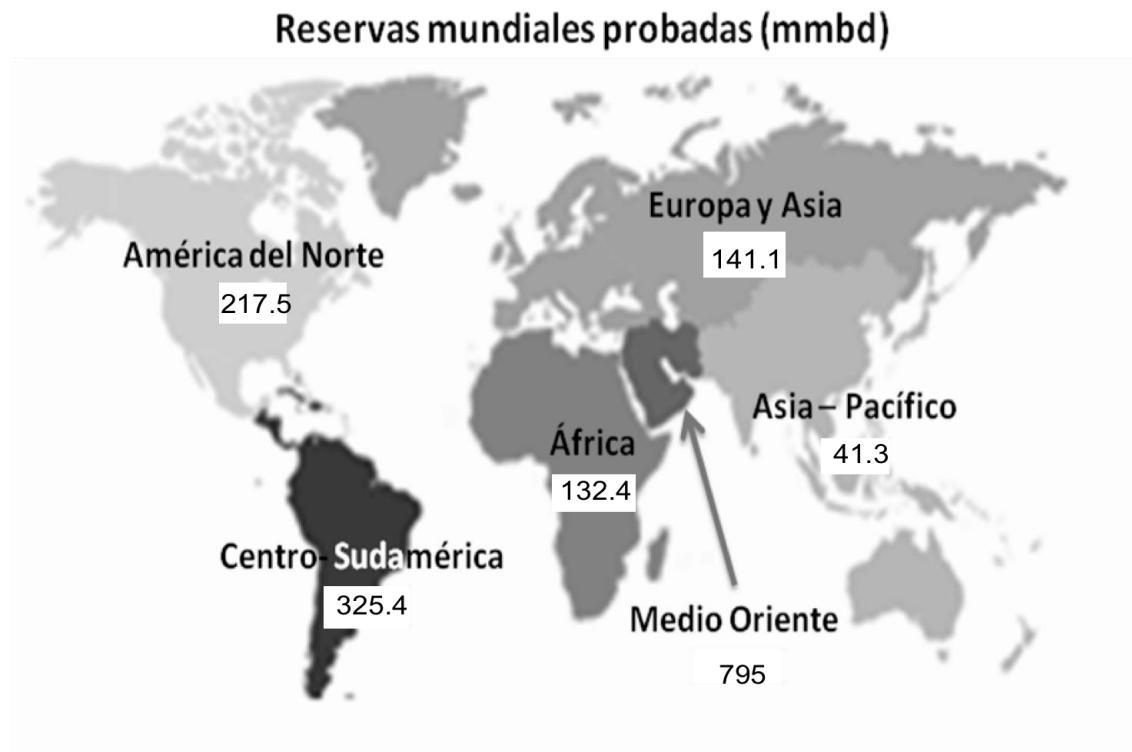 Reservas mundiales probadas (mmbd)
Europa y Asia
141.1
América del Norte
217.5
Asia – Pacífico
41.3
África
132.4
Centro- Sudamérica
325.4
Medio Oriente
795